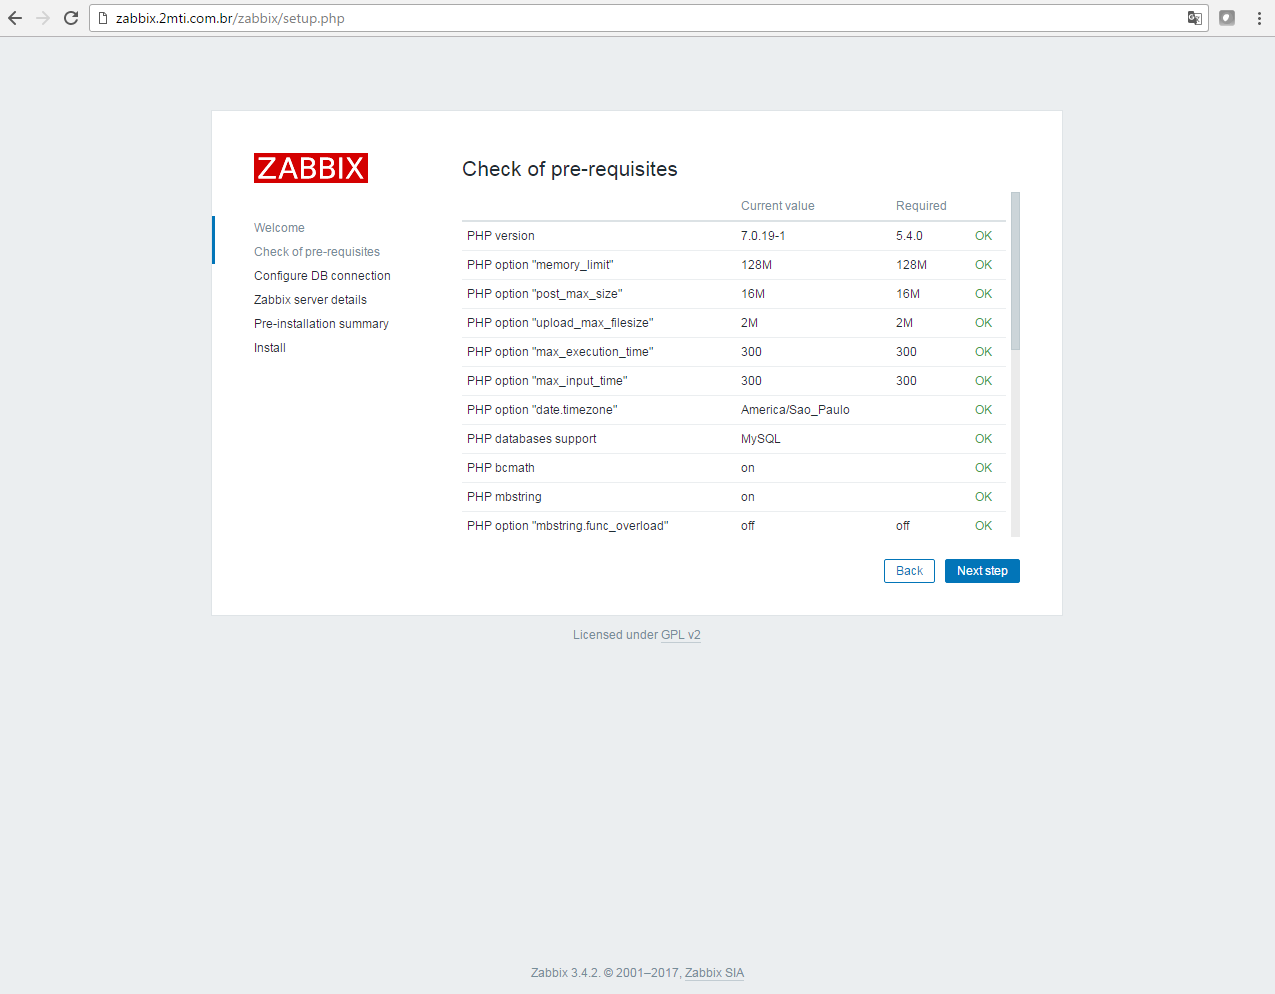 zabbix.2mti.com.br/zabbix/setup.php
ZABBIX
Welcome
Check of pre-requisites
Configure DB connection
Zabbix server details
Pre-installation summary
Install
Check of pre-requisites
Current value Required
PHP version 7.0.19-1 5.4.0 OK
PHP option "memory_limit" 128M 128M OK
PHP option "post_max_size" 16M 16M OK
PHP option "upload_max_filesize" 2M 2M OK
PHP option "max_execution_time" 300 300 OK
PHP option "max_input_time" 300 300 OK
PHP option "date.timezone" America/Sao_Paulo OK
PHP databases support MySQL OK
PHP bcmath on OK
PHP mbstring on OK
PHP option "mbstring.func_overload" off off OK
Back Next step
Licensed under GPL v2
Zabbix 3.4.2. © 2001–2017, Zabbix SIA